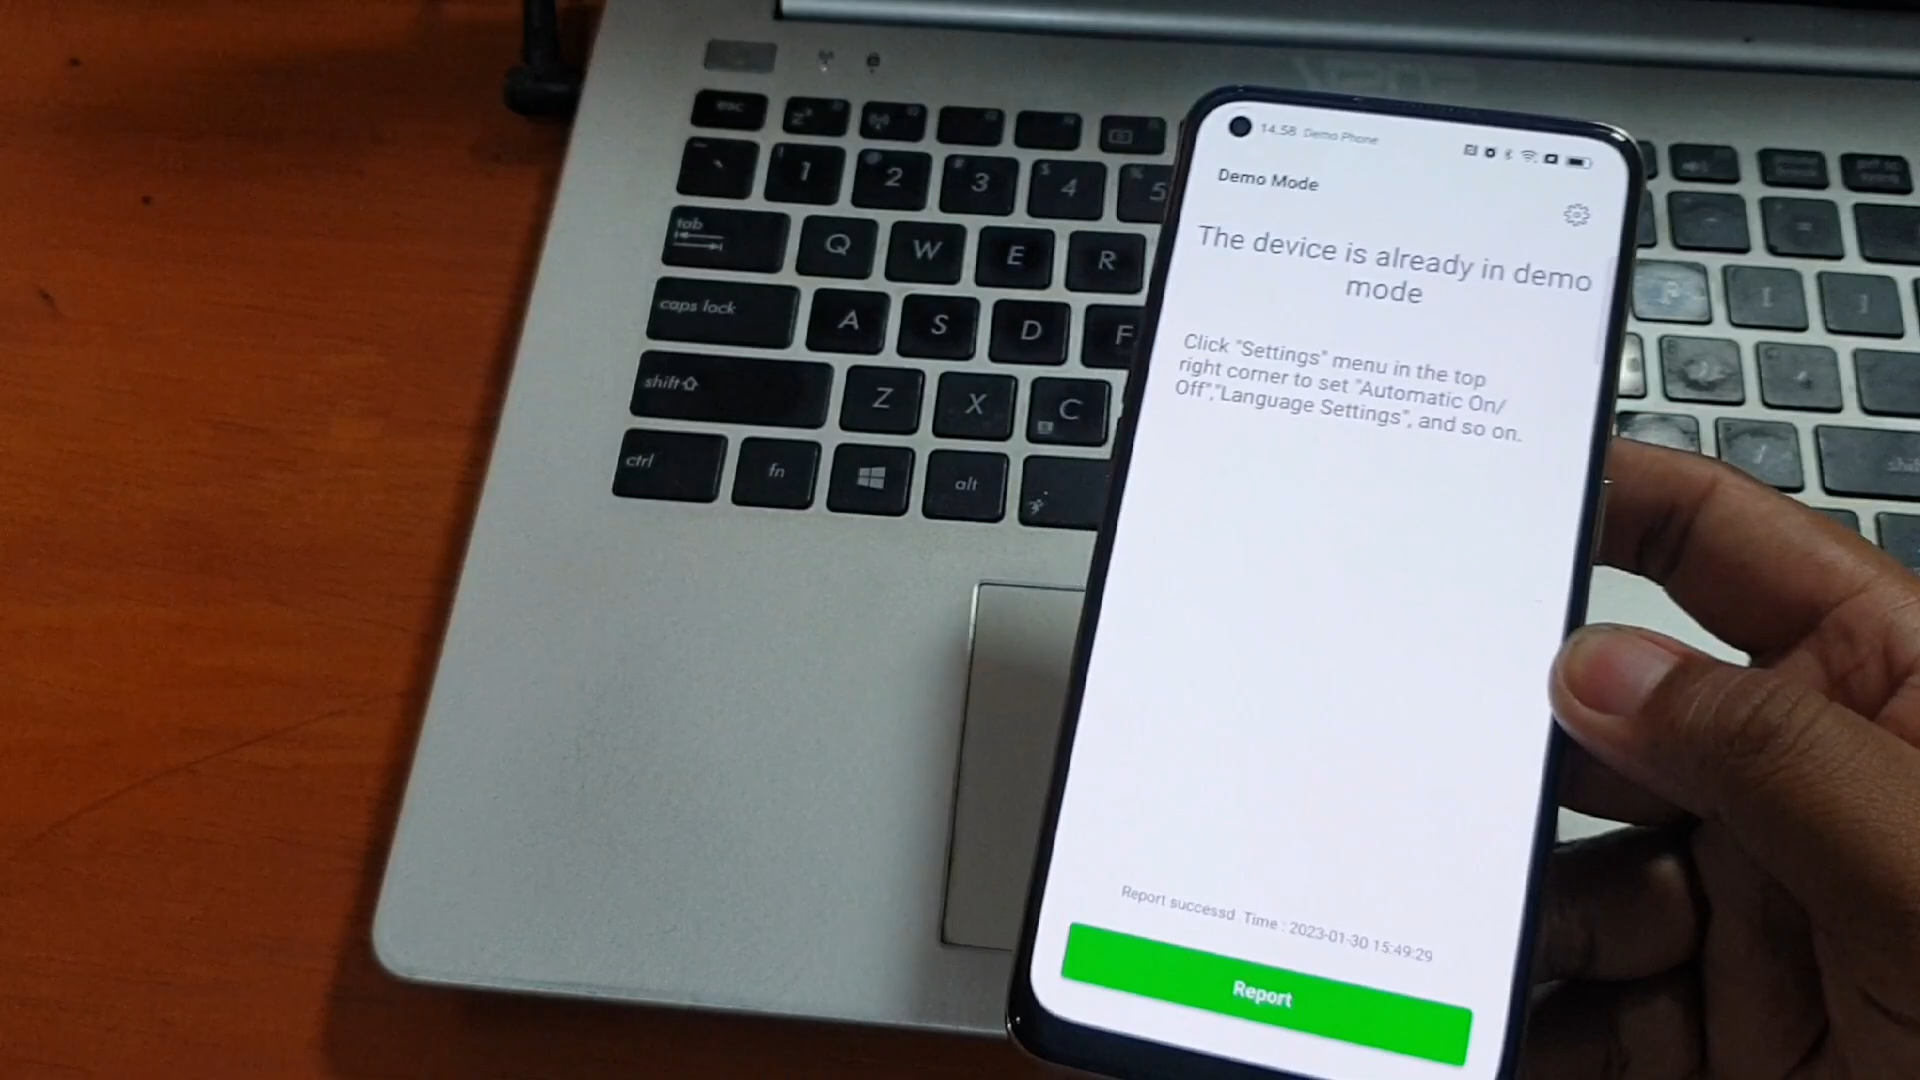 14.58 Demo Phone
Demo Mode
The device is already in demo
mode
Click "Settings" menu in the top
right corner to set "Automatic On/
Off","Language Settings", and so on.
Report successd Time : 2023-01-30 15:49:29
Report
esc
1 2 3 4 5
tab Q W E R
caps lock A S D F
shift Z X C
ctrl fn alt